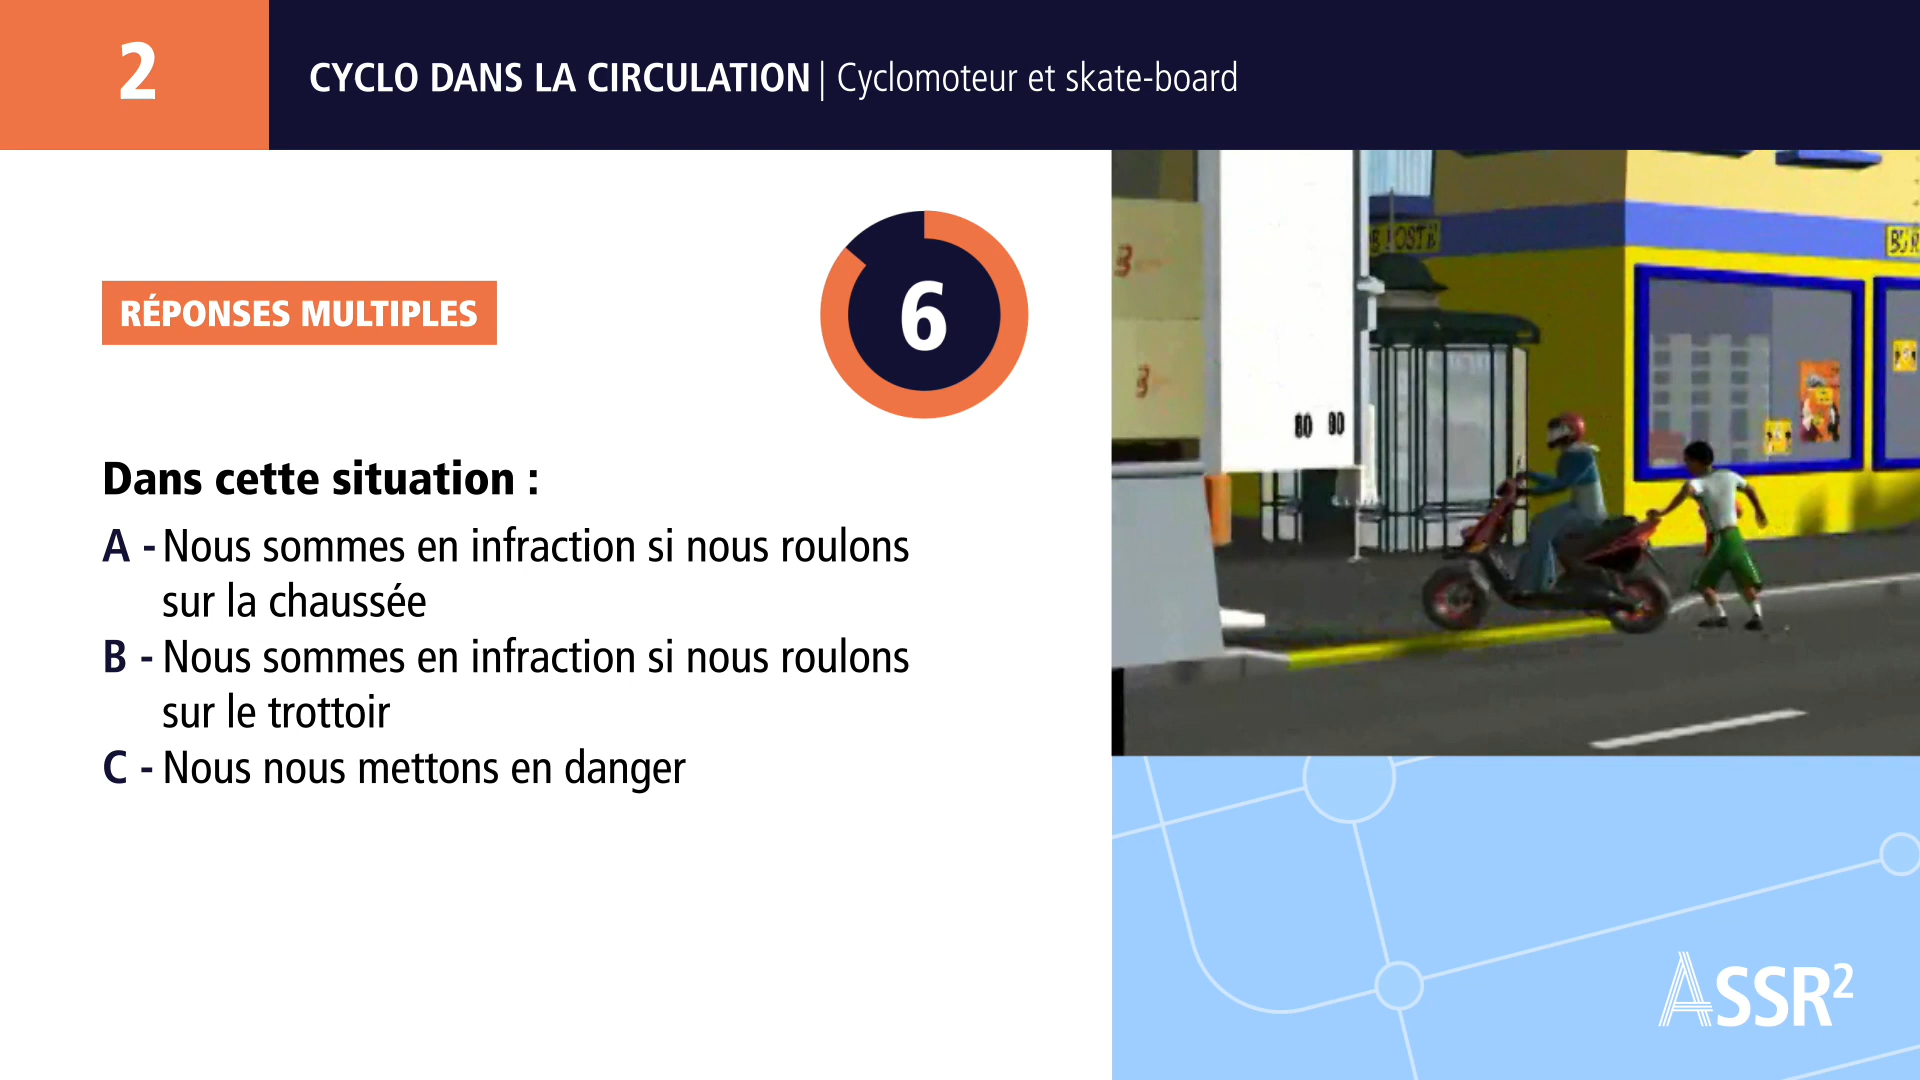 2
CYCLO DANS LA CIRCULATION | Cyclomoteur et skate-board
RÉPONSES MULTIPLES
6
Dans cette situation :
A - Nous sommes en infraction si nous roulons
sur la chaussée
B - Nous sommes en infraction si nous roulons
sur le trottoir
C - Nous nous mettons en danger
80 90
ASSR²